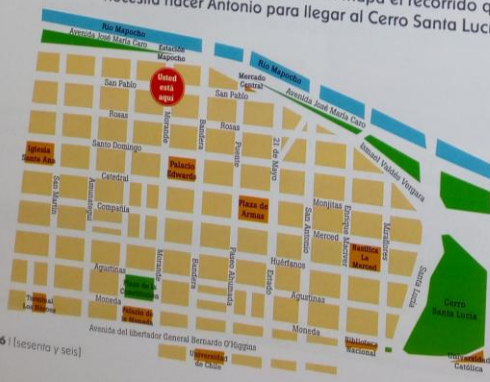 necesita hacer Antonio para llegar al Cerro Santa
Río Mapocho
Avenida José María Caro
Estación
Mapocho
Río Mapocho
Mercado
Central
Avenida José María Caro
Usted
está
aquí
San Pablo
San Pablo
Ismael Valdés Vergara
Rosas
Morandé
Bandera
Rosas
Puente
21 de Mayo
Santo Domingo
Iglesia
Santa Ana
Palacio
Edwards
Catedral
San Martín
Amunátegui
Compañía
Plaza de
Armas
Monjitas
San Antonio
Merced
Enrique Maciver
Miraflores
Basílica
La
Merced
Morandé
Bandera
Paseo Ahumada
Estado
Huérfanos
Santa Lucía
Agustinas
Agustinas
Cerro
Santa Lucía
Moneda
Palacio de
la Moneda
Moneda
Terminal
Avenida del libertador General Bernardo O'Higgins
Biblioteca
Nacional
Universidad
de Chile
Universidad
Católica
6 | [sesenta y seis]